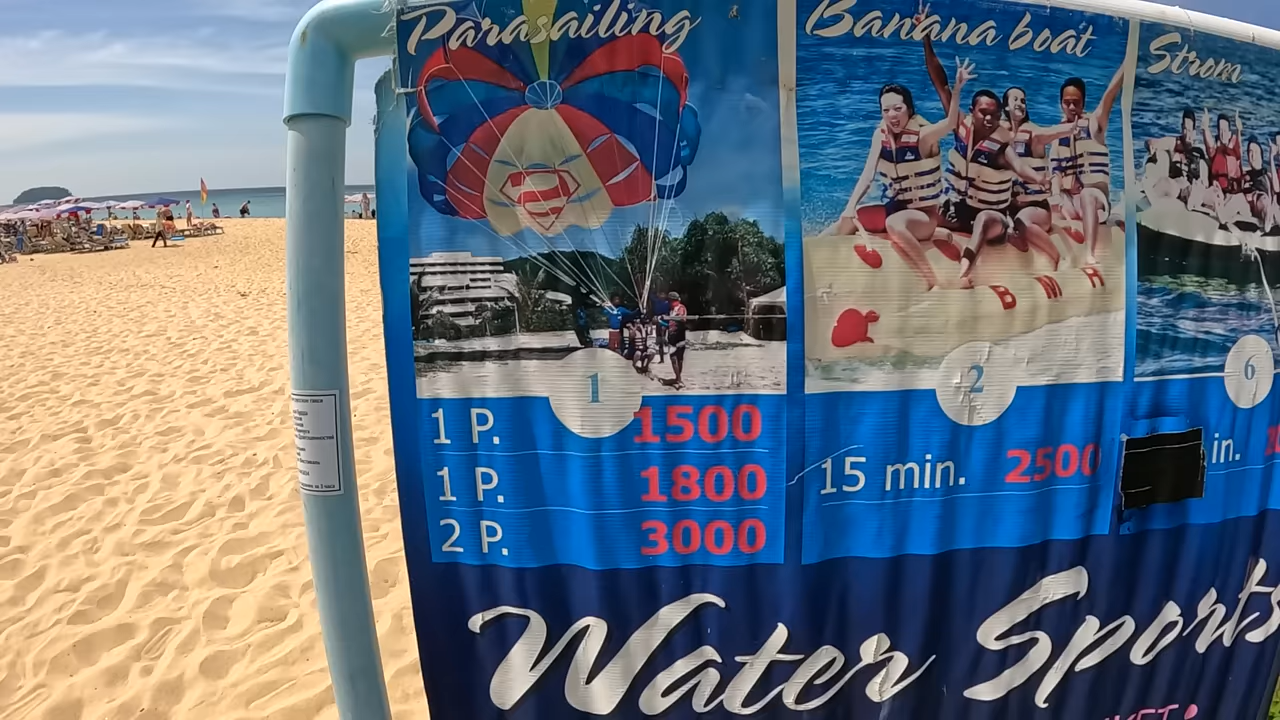 Parasailing
1
1 P. 1500
1 P. 1800
2 P. 3000
Banana boat
B M R
2
15 min. 2500
Strom
6
in.
Water Sports